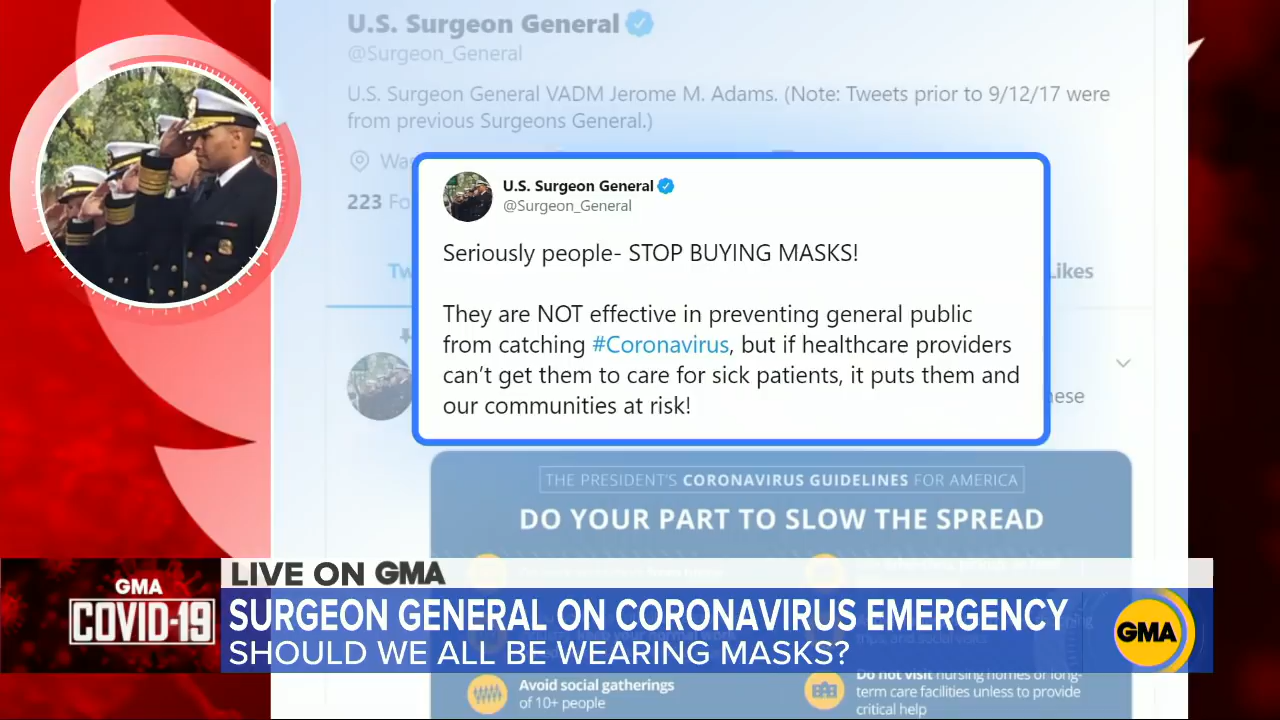 U.S. Surgeon General
@Surgeon_General
U.S. Surgeon General VADM Jerome M. Adams. (Note: Tweets prior to 9/12/17 were
from previous Surgeons General.)
223
Likes
U.S. Surgeon General
@Surgeon_General
Seriously people- STOP BUYING MASKS!
They are NOT effective in preventing general public
from catching #Coronavirus, but if healthcare providers
can't get them to care for sick patients, it puts them and
our communities at risk!
THE PRESIDENT'S CORONAVIRUS GUIDELINES FOR AMERICA
DO YOUR PART TO SLOW THE SPREAD
LIVE ON GMA
GMA
COVID-19
SURGEON GENERAL ON CORONAVIRUS EMERGENCY
SHOULD WE ALL BE WEARING MASKS?
GMA
Avoid social gatherings
of 10+ people
Do not visit nursing homes or long-
term care facilities unless to provide
critical help